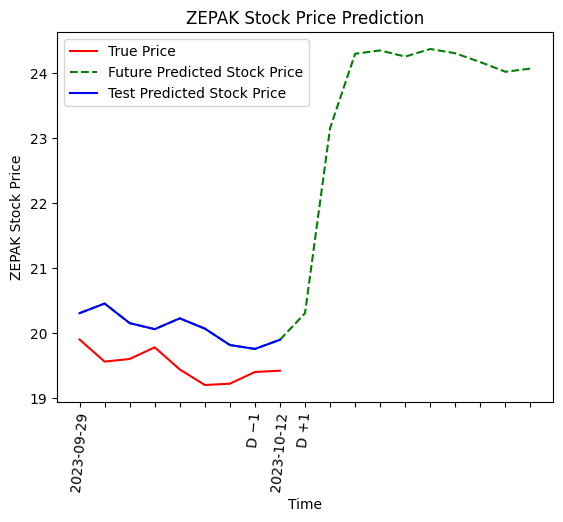 ZEPAK Stock Price Prediction
True Price
Future Predicted Stock Price
Test Predicted Stock Price
ZEPAK Stock Price
24
23
22
21
20
19
2023-09-29
D −1
2023-10-12
D +1
Time